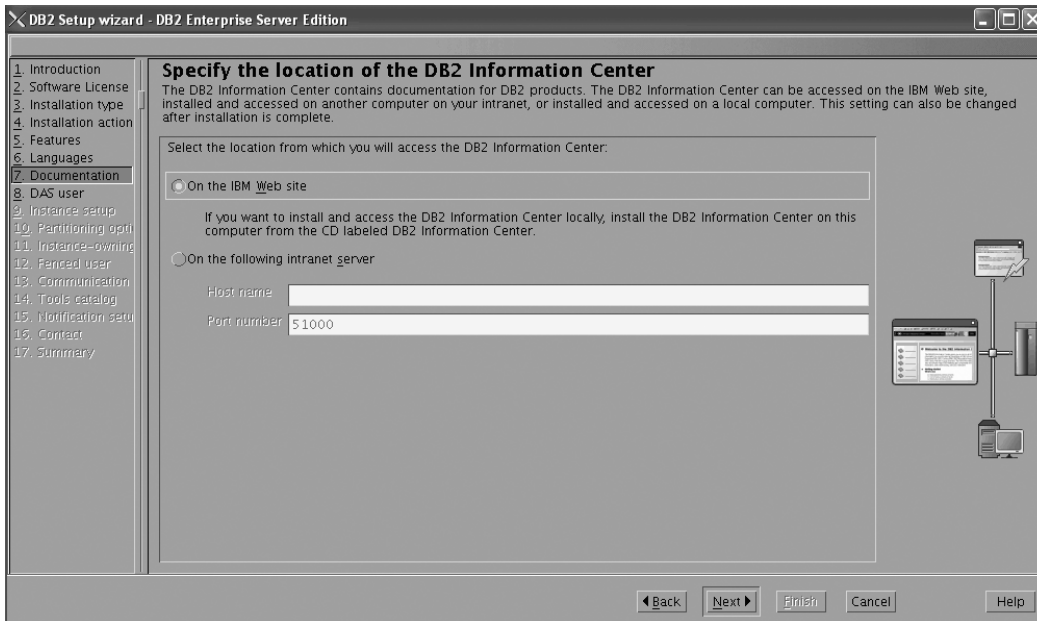 DB2 Setup wizard - DB2 Enterprise Server Edition
1. Introduction
2. Software License
3. Installation type
4. Installation action
5. Features
6. Languages
7. Documentation
8. DAS user
9. Instance setup
10. Partitioning opti
11. Instance-owning
12. Fenced user
13. Communication
14. Tools catalog
15. Notification setu
16. Contact
17. Summary
Specify the location of the DB2 Information Center
The DB2 Information Center contains documentation for DB2 products. The DB2 Information Center can be accessed on the IBM Web site,
installed and accessed on another computer on your intranet, or installed and accessed on a local computer. This setting can also be changed
after installation is complete.
Select the location from which you will access the DB2 Information Center:
On the IBM Web site
If you want to install and access the DB2 Information Center locally, install the DB2 Information Center on this
computer from the CD labeled DB2 Information Center.
On the following intranet server
Host name
Port number 51000
Back Next Finish Cancel Help